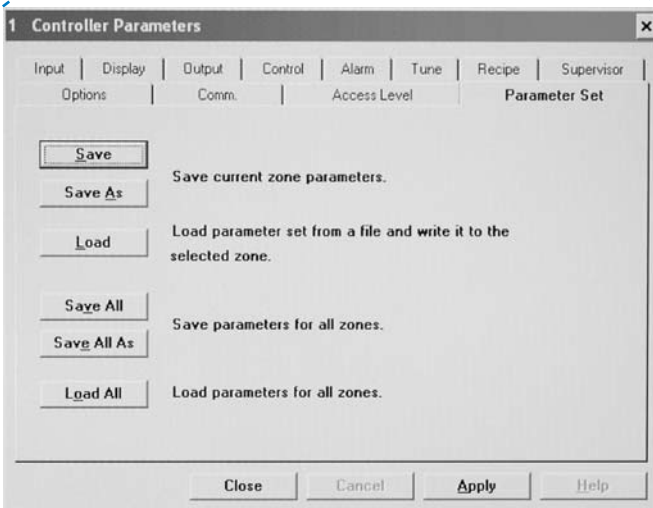 1 Controller Parameters
Input Display Output Control Alarm Tune Recipe Supervisor
Options Comm. Access Level Parameter Set
Save
Save current zone parameters.
Save As
Load
Load parameter set from a file and write it to the
selected zone.
Save All
Save parameters for all zones.
Save All As
Load All
Load parameters for all zones.
Close Cancel Apply Help